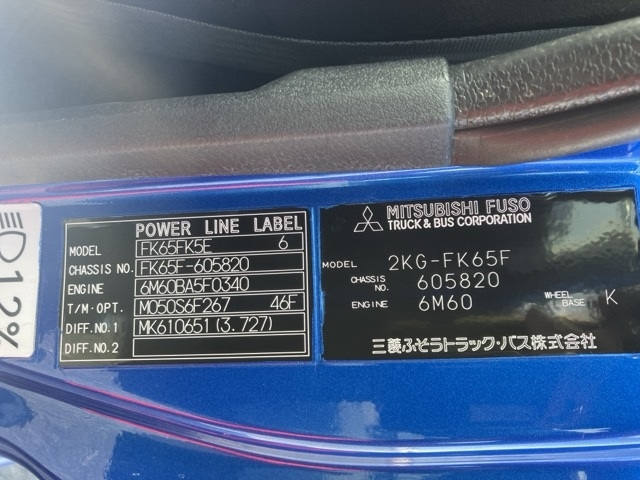 POWER LINE LABEL
MODEL FK65FK5E 6
CHASSIS NO. FK65F-605820
ENGINE 6M60BA5F0340
T/M·OPT. M050S6F267 46F
DIFF.NO.1 MK610651(3.727)
DIFF.NO.2
MITSUBISHI FUSO
TRUCK & BUS CORPORATION
MODEL 2KG-FK65F
CHASSIS NO. 605820
ENGINE 6M60 WHEEL BASE K
三菱ふそうトラック・バス株式会社
1.2%